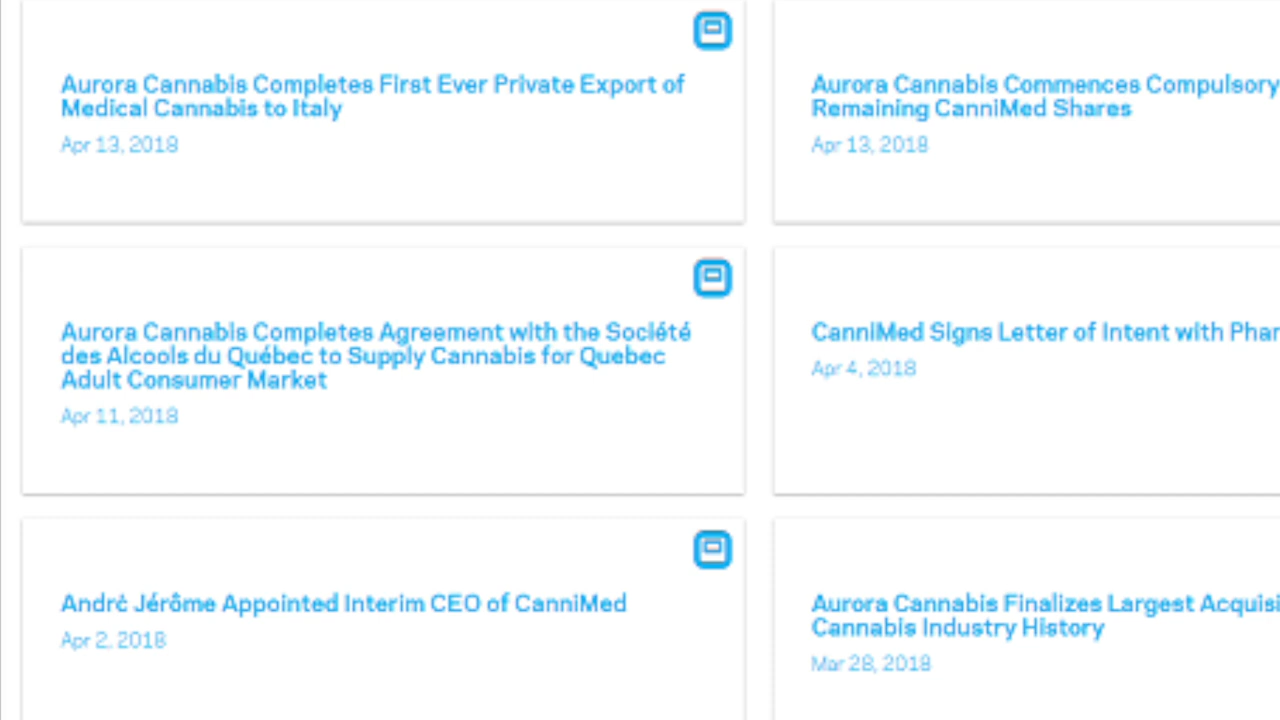 Aurora Cannabis Completes First Ever Private Export of
Medical Cannabis to Italy
Apr 13, 2018
Aurora Cannabis Commences Compulsory
Remaining CanniMed Shares
Apr 13, 2018
Aurora Cannabis Completes Agreement with the Société
des Alcools du Québec to Supply Cannabis for Quebec
Adult Consumer Market
Apr 11, 2018
CanniMed Signs Letter of Intent with
Apr 4, 2018
André Jérôme Appointed Interim CEO of CanniMed
Apr 2, 2018
Aurora Cannabis Finalizes Largest
Cannabis Industry History
Mar 28, 2018